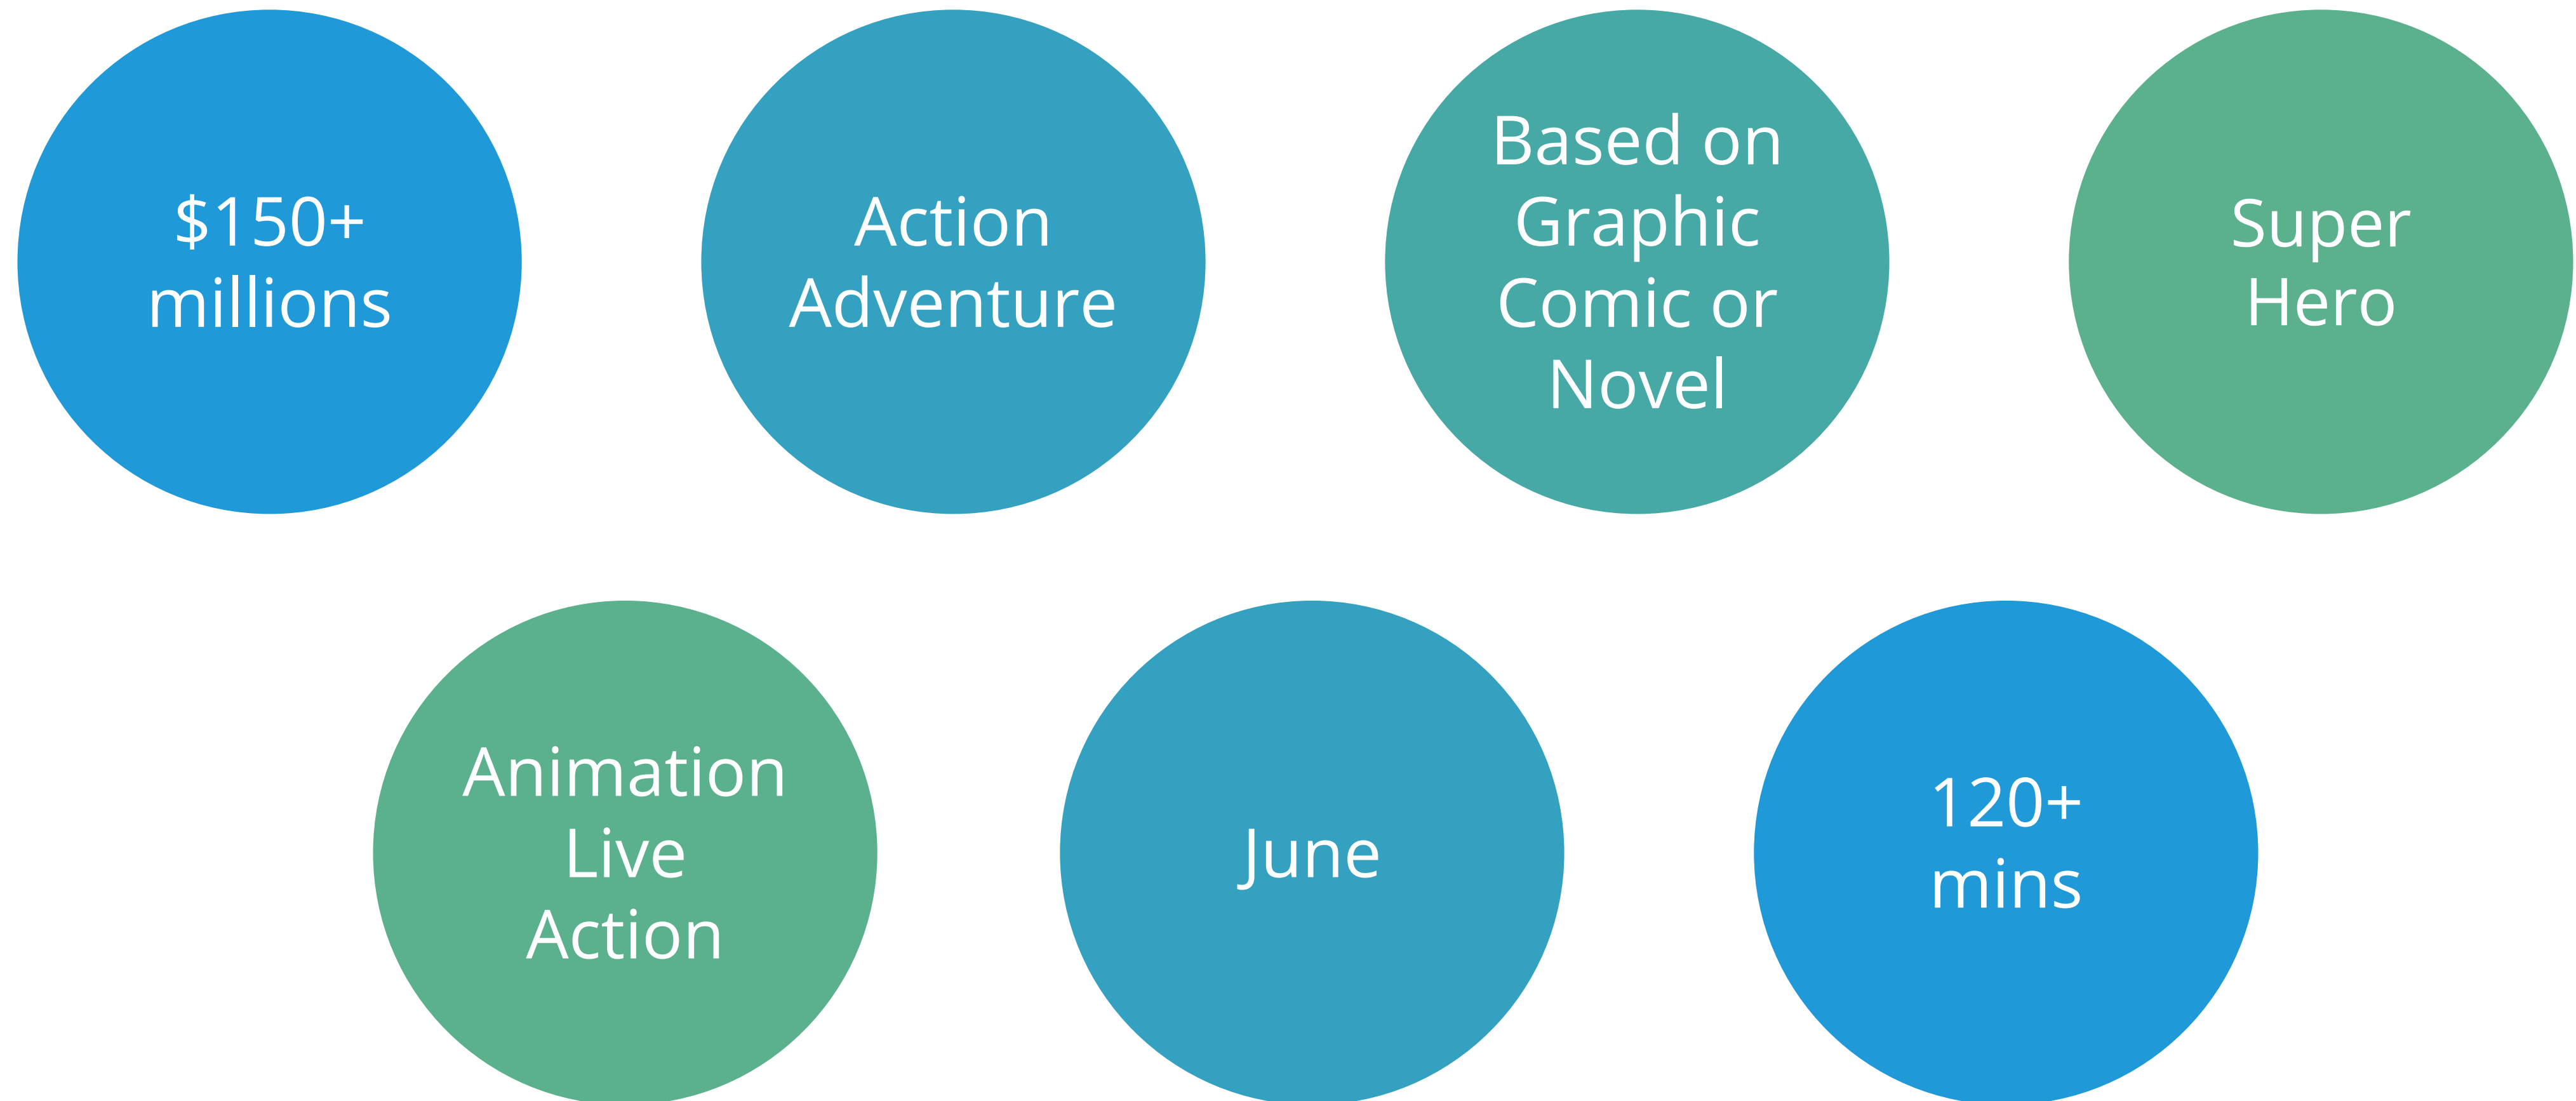 $150+
millions
Action
Adventure
Based on
Graphic
Comic or
Novel
Super
Hero
Animation
Live
Action
June
120+
mins